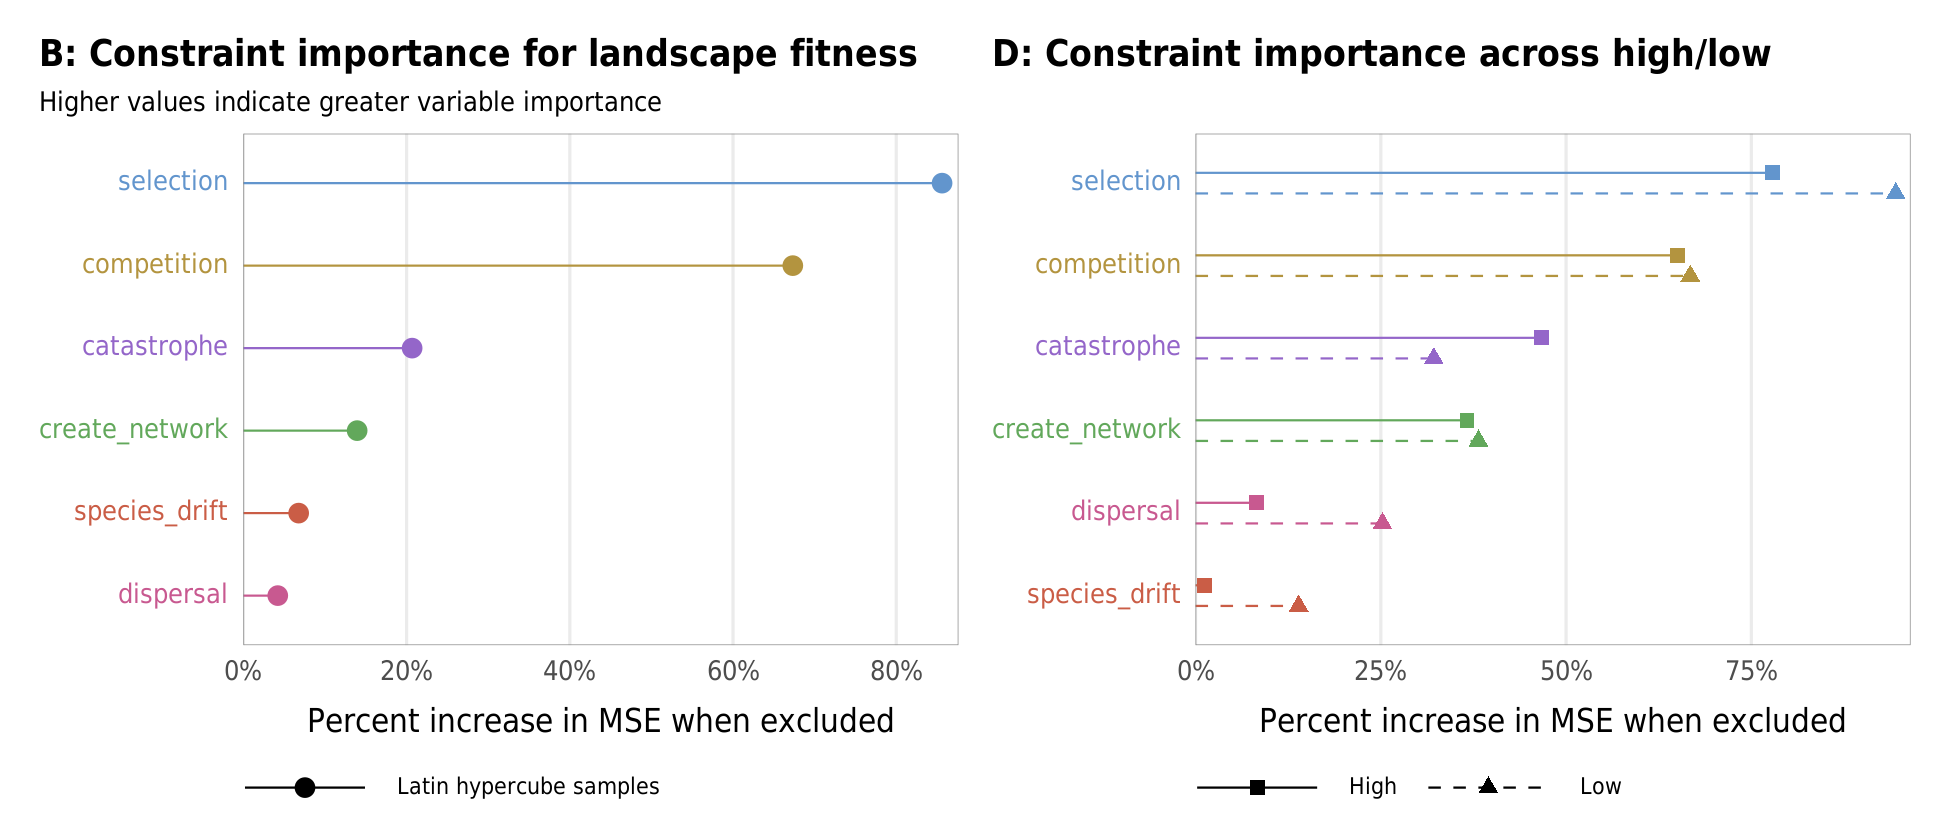 B: Constraint importance for landscape fitness
Higher values indicate greater variable importance
selection
competition
catastrophe
create_network
species_drift
dispersal
0% 20% 40% 60% 80%
Percent increase in MSE when excluded
Latin hypercube samples
D: Constraint importance across high/low
selection
competition
catastrophe
create_network
dispersal
species_drift
0% 25% 50% 75%
Percent increase in MSE when excluded
High Low